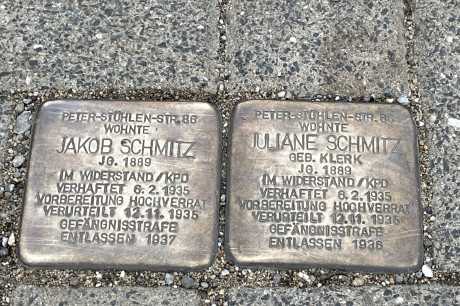 PETER-STÜHLEN-STR. 86
WOHNTE
JAKOB SCHMITZ
JG. 1889
IM WIDERSTAND/KPD
VERHAFTET 6.2.1935
'VORBEREITUNG HOCHVERRAT'
VERURTEILT 12.11.1935
GEFÄNGNISSTRAFE
ENTLASSEN 1937
PETER-STÜHLEN-STR. 86
WOHNTE
JULIANE SCHMITZ
GEB. KLERK
JG. 1889
IM WIDERSTAND/KPD
VERHAFTET 6.2.1935
'VORBEREITUNG HOCHVERRAT'
VERURTEILT 12.11.1935
GEFÄNGNISSTRAFE
ENTLASSEN 1936